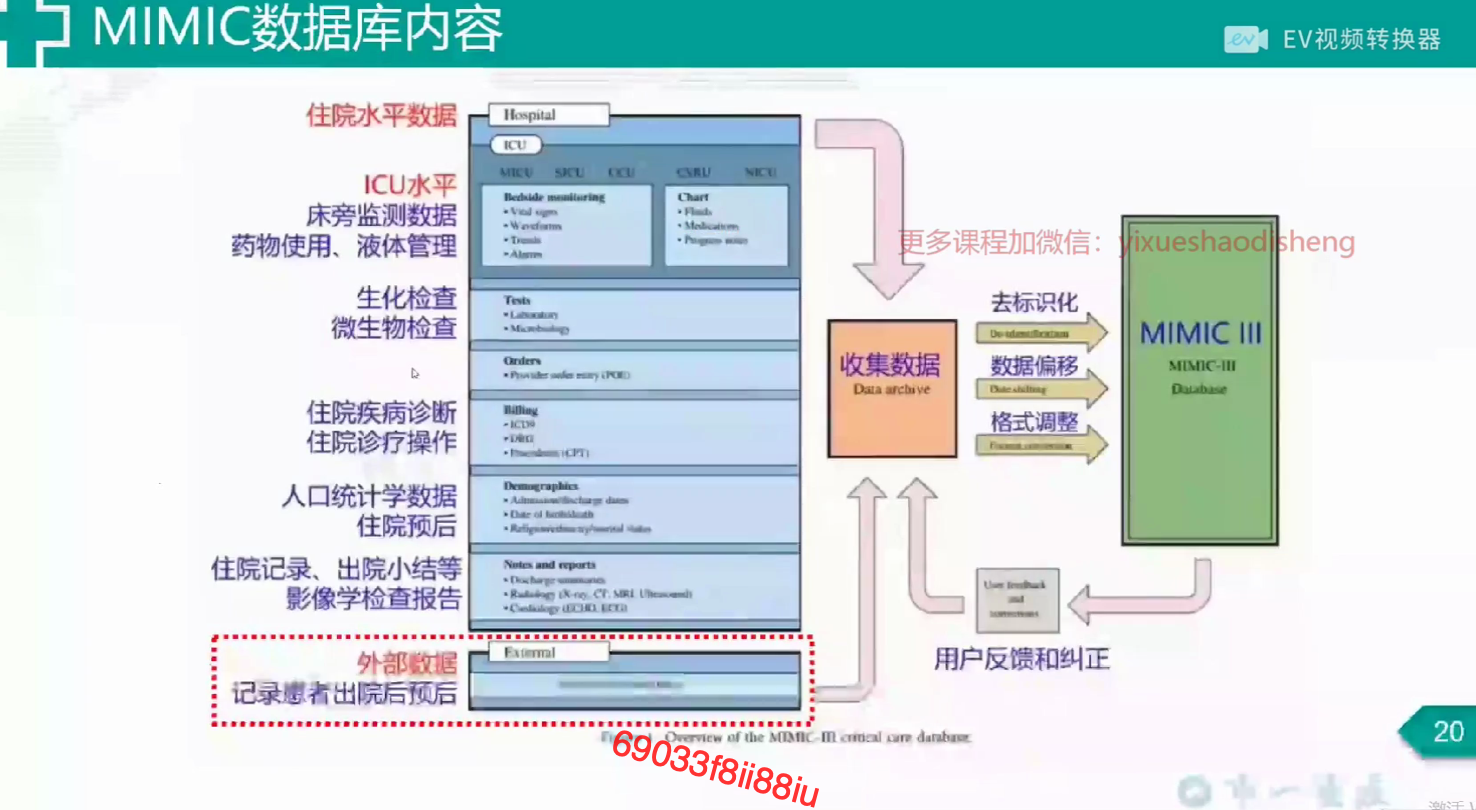 MIMIC数据库内容
EV视频转换器
住院水平数据
ICU水平
床旁监测数据
药物使用、液体管理
生化检查
微生物检查
住院疾病诊断
住院诊疗操作
人口统计学数据
住院预后
住院记录、出院小结等
影像学检查报告
外部数据
记录患者出院后预后
Hospital
ICU
MICU SICU CCU CSRU NICU
Bedside monitoring
• Vital signs
• Waveforms
• Trends
• Alarms
Chart
• Fluids
• Medications
• Progress notes
Tests
• Laboratory
• Microbiology
Orders
• Provider order entry (POE)
Billing
• ICD9
• DRG
• Procedures (CPT)
Demographics
• Admission/discharge dates
• Date of birth/death
• Religion/ethnicity/marital status
Notes and reports
• Discharge summaries
• Radiology (X-ray, CT, MRI, Ultrasound)
• Cardiology (ECHO, ECG)
External
收集数据
Data archive
去标识化
De-identification
数据偏移
Date shifting
格式调整
Format conversion
更多课程加微信：yixueshaodisheng
MIMIC III
MIMIC-III
Database
User feedback
and
corrections
用户反馈和纠正
Overview of the MIMIC-III critical care database.
69033f8ii88iu
20